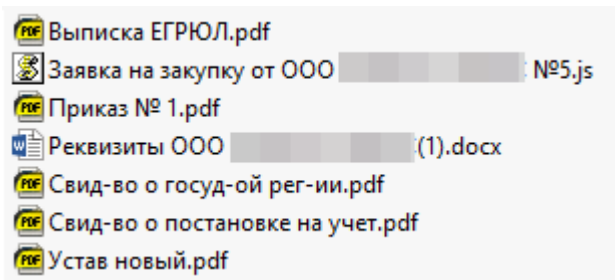 Выписка ЕГРЮЛ.pdf
Заявка на закупку от ООО №5.js
Приказ № 1.pdf
Реквизиты ООО (1).docx
Свид-во о госуд-ой рег-ии.pdf
Свид-во о постановке на учет.pdf
Устав новый.pdf